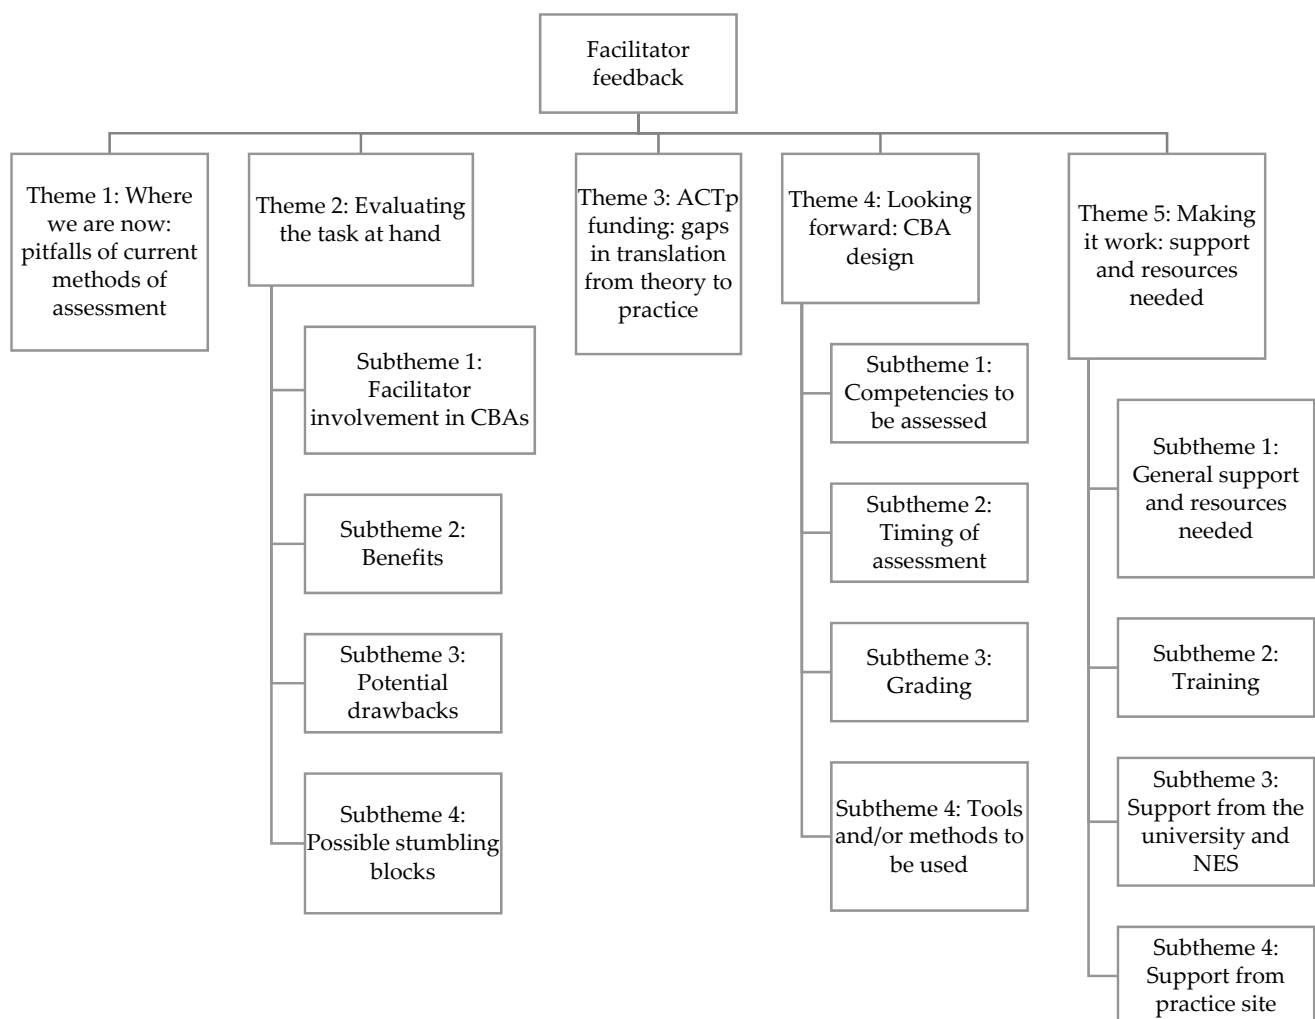 Facilitator
feedback
Theme 1: Where
we are now:
pitfalls of current
methods of
assessment
Theme 2: Evaluating
the task at hand
Subtheme 1:
Facilitator
involvement in CBAs
Subtheme 2:
Benefits
Subtheme 3:
Potential
drawbacks
Subtheme 4:
Possible stumbling
blocks
Theme 3: ACTp
funding: gaps
in translation
from theory to
practice
Theme 4: Looking
forward: CBA
design
Subtheme 1:
Competencies to
be assessed
Subtheme 2:
Timing of
assessment
Subtheme 3:
Grading
Subtheme 4: Tools
and/or methods to
be used
Theme 5: Making
it work: support
and resources
needed
Subtheme 1:
General support
and resources
needed
Subtheme 2:
Training
Subtheme 3:
Support from the
university and
NES
Subtheme 4:
Support from
practice site